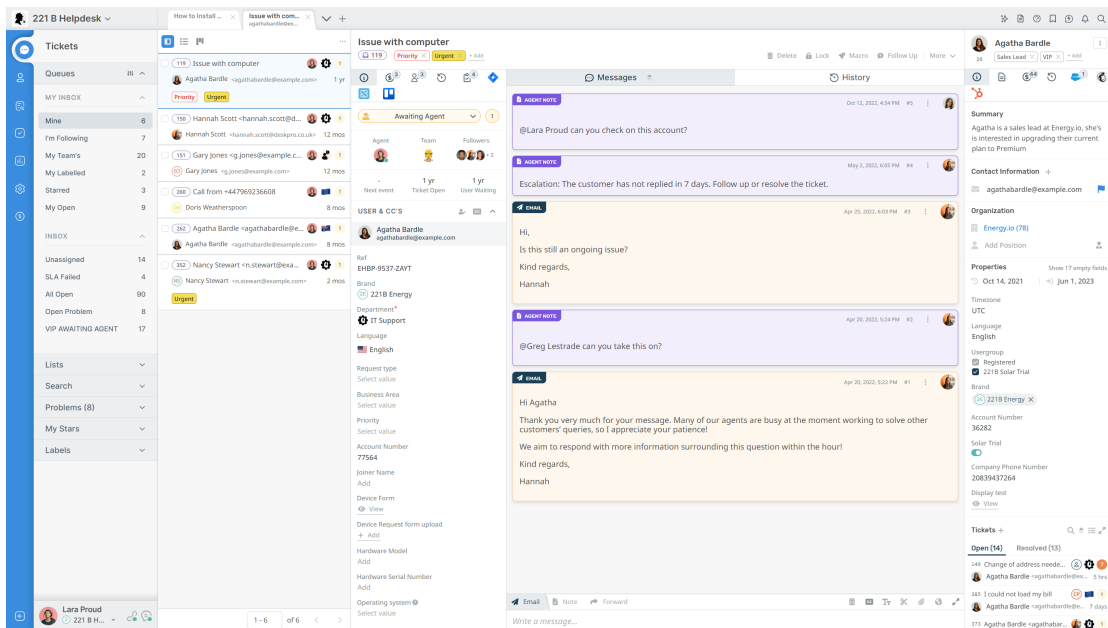 221 B Helpdesk
How to Install ...
Issue with com...
agathabardle@ex...
Tickets
Queues
MY INBOX
Mine 6
I'm Following 7
My Team's 20
My Labelled 2
Starred 3
My Open 9
INBOX
Unassigned 14
SLA Failed 4
All Open 90
Open Problem 8
VIP AWAITING AGENT 17
Lists
Search
Problems (8)
My Stars
Labels
Lara Proud
221 B H...
119 Issue with computer 1
Agatha Bardle <agathabardle@example.com> 1 yr
Priority Urgent
150 Hannah Scott <hannah.scott@d... 1
Hannah Scott <hannah.scott@deskpro.co.uk> 12 mos
151 Gary Jones <g.jones@example.c... 1
Gary Jones <g.jones@example.com> 12 mos
260 Call from +447969236608 1
Doris Weatherspoon 8 mos
262 Agatha Bardle <agathabardle@e... 1
Agatha Bardle <agathabardle@example.com> 8 mos
352 Nancy Stewart <n.stewart@exa... 1
NS Nancy Stewart <n.stewart@example.com> 2 mos
Urgent
1 - 6 of 6
Issue with computer
119 Priority Urgent + Add
Delete Lock Macro Follow Up More
3 3 4
Awaiting Agent 1
Agent Team Followers
+ 2
- 1 yr 1 yr
Next event Ticket Open User Waiting
USER & CC'S
Agatha Bardle
agathabardle@example.com
Ref
EHBP-9537-ZAYT
Brand
2E 221B Energy
Department*
IT Support
Language
English
Request type
Select value
Business Area
Select value
Priority
Select value
Account Number
77564
Joiner Name
Add
Device Form
View
Device Request form upload
+ Add
Hardware Model
Add
Hardware Serial Number
Add
Operating system
Select value
Messages
History
AGENT NOTE
Oct 12, 2022, 4:34 PM #5
@Lara Proud can you check on this account?
AGENT NOTE
May 2, 2022, 6:05 PM #4
Escalation: The customer has not replied in 7 days. Follow up or resolve the ticket.
EMAIL
Apr 25, 2022, 6:03 PM #3
Hi,
Is this still an ongoing issue?
Kind regards,
Hannah
AGENT NOTE
Apr 20, 2022, 5:24 PM #2
@Greg Lestrade can you take this on?
EMAIL
Apr 20, 2022, 5:22 PM #1
Hi Agatha
Thank you very much for your message. Many of our agents are busy at the moment working to solve other
customers' queries, so I appreciate your patience!
We aim to respond with more information surrounding this question within the hour!
Kind regards,
Hannah
Email Note Forward
Write a message...
Agatha Bardle
28 Sales Lead VIP + Add
44 1
Summary
Agatha is a sales lead at Energy.io, she's
is interested in upgrading their current
plan to Premium
Contact Information +
agathabardle@example.com
Organization
Energy.io (78)
Add Position
Properties Show 17 empty fields
Oct 14, 2021 Jun 1, 2023
Timezone
UTC
Language
English
Usergroup
Registered
221B Solar Trial
Brand
2E 221B Energy
Account Number
36282
Solar Trial
Company Phone Number
20839437264
Display test
View
Tickets +
Open (14) Resolved (13)
149 Change of address neede... 7
Agatha Bardle <agathabardle@ex... 5 hrs
365 I could not load my bill 1
Agatha Bardle <agathabardle@e... 7 days
373 Agatha Bardle <agathabar... 1